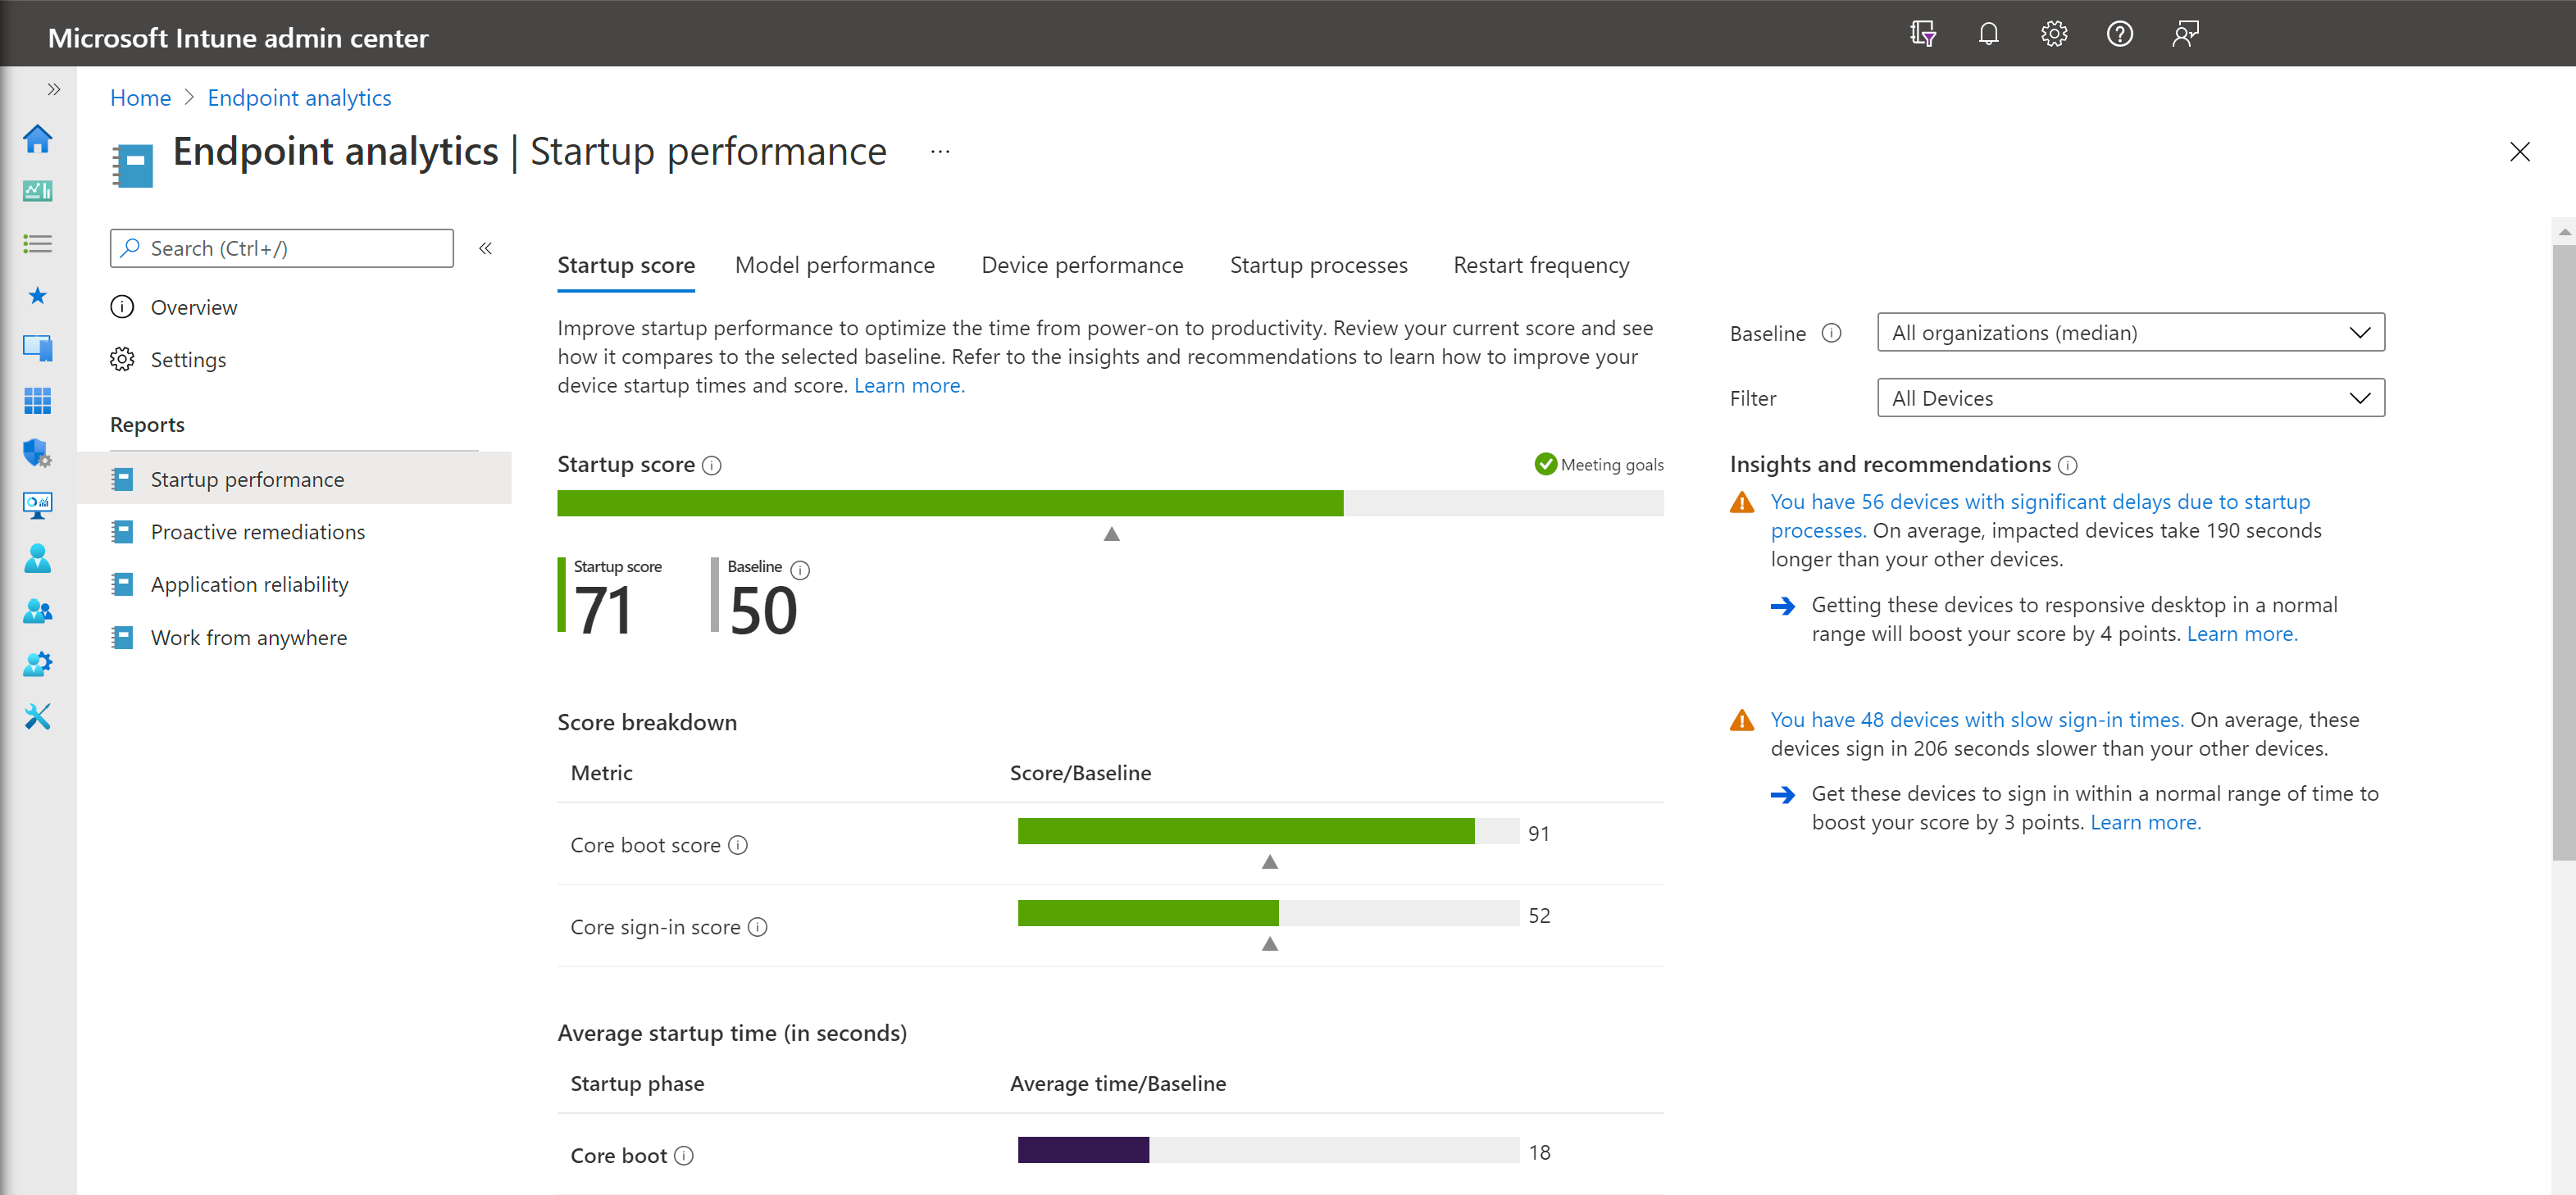 Microsoft Intune admin center
Home > Endpoint analytics
Endpoint analytics | Startup performance ...
Search (Ctrl+/)
Overview
Settings
Reports
Startup performance
Proactive remediations
Application reliability
Work from anywhere
Startup score Model performance Device performance Startup processes Restart frequency
Improve startup performance to optimize the time from power-on to productivity. Review your current score and see
how it compares to the selected baseline. Refer to the insights and recommendations to learn how to improve your
device startup times and score. Learn more.
Startup score
Meeting goals
Startup score
71
Baseline
50
Score breakdown
Metric Score/Baseline
Core boot score 91
Core sign-in score 52
Average startup time (in seconds)
Startup phase Average time/Baseline
Core boot 18
Baseline All organizations (median)
Filter All Devices
Insights and recommendations
You have 56 devices with significant delays due to startup
processes. On average, impacted devices take 190 seconds
longer than your other devices.
Getting these devices to responsive desktop in a normal
range will boost your score by 4 points. Learn more.
You have 48 devices with slow sign-in times. On average, these
devices sign in 206 seconds slower than your other devices.
Get these devices to sign in within a normal range of time to
boost your score by 3 points. Learn more.